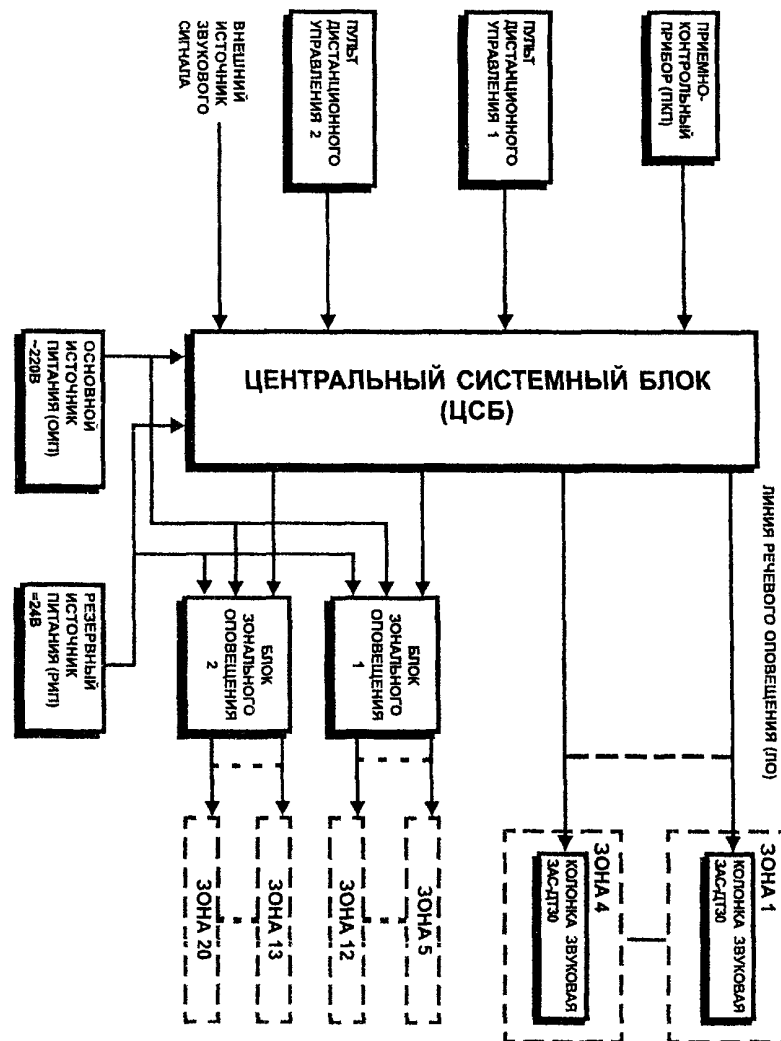 ВНЕШНИЙ
ИСТОЧНИК
ЗВУКОВОГО
СИГНАЛА
ПУЛЬТ
ДИСТАНЦИОННОГО
УПРАВЛЕНИЯ 2
ПУЛЬТ
ДИСТАНЦИОННОГО
УПРАВЛЕНИЯ 1
ПРИЕМНО-
КОНТРОЛЬНЫЙ
ПРИБОР (ПКП)
ЦЕНТРАЛЬНЫЙ СИСТЕМНЫЙ БЛОК
(ЦСБ)
ОСНОВНОЙ
ИСТОЧНИК
ПИТАНИЯ (ОИП)
~220В
РЕЗЕРВНЫЙ
ИСТОЧНИК
ПИТАНИЯ (РИП)
=24В
БЛОК
ЗОНАЛЬНОГО
ОПОВЕЩЕНИЯ
2
БЛОК
ЗОНАЛЬНОГО
ОПОВЕЩЕНИЯ
1
ЛИНИЯ РЕЧЕВОГО ОПОВЕЩЕНИЯ (ЛО)
ЗОНА 20
ЗОНА 13
ЗОНА 12
ЗОНА 5
ЗОНА 4
КОЛОНКА ЗВУКОВАЯ
ЗАС-ДТ30
ЗОНА 1
КОЛОНКА ЗВУКОВАЯ
ЗАС-ДТ30